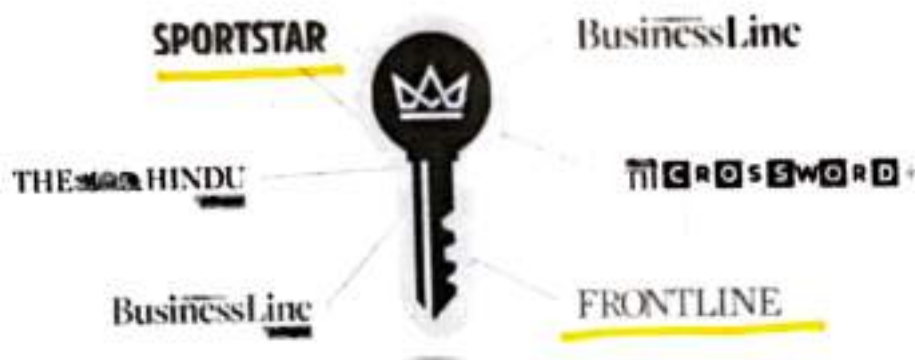 SPORTSTAR
BusinessLine
THE HINDU
CROSSWORD+
BusinessLine
FRONTLINE